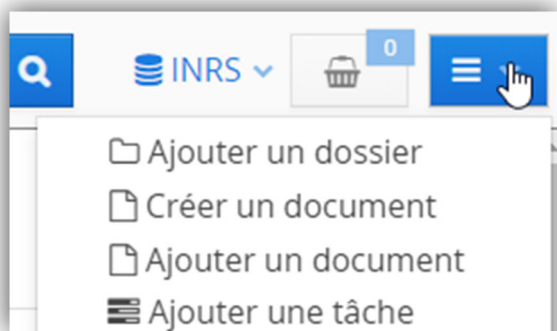 INRS
0
Ajouter un dossier
Créer un document
Ajouter un document
Ajouter une tâche